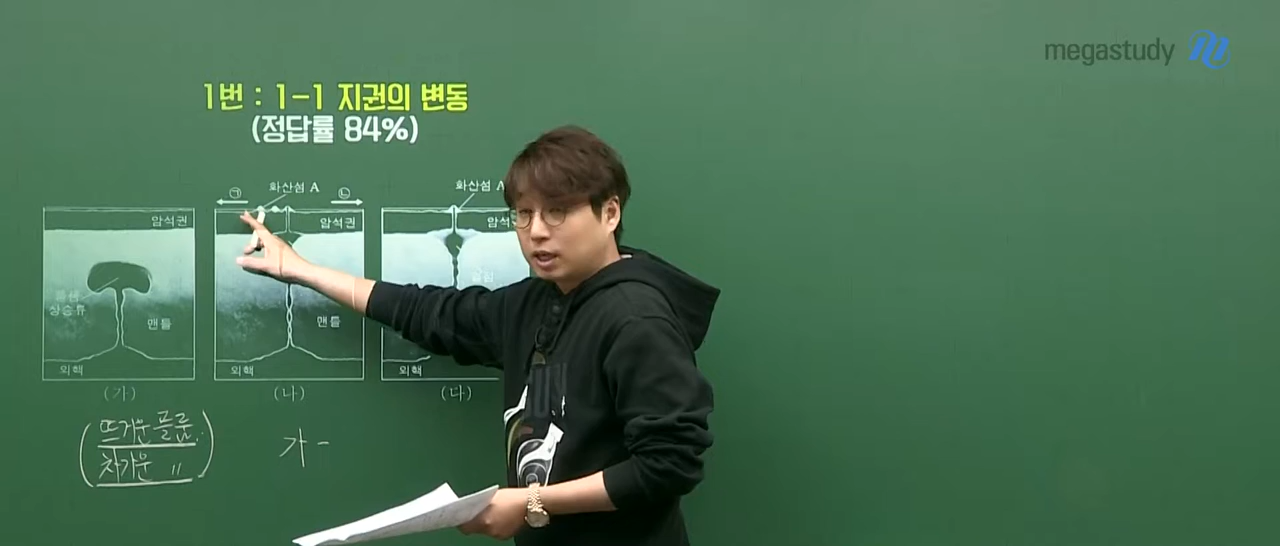 megastudy
1번 : 1-1 지권의 변동
(정답률 84%)
암석권
플룸
상승류
맨틀
외핵
(가)
㉠
화산섬 A
㉡
암석권
맨틀
외핵
(나)
화산섬 A
암석
외핵
(다)
뜨거운 플룸
차가운 〃
가 -